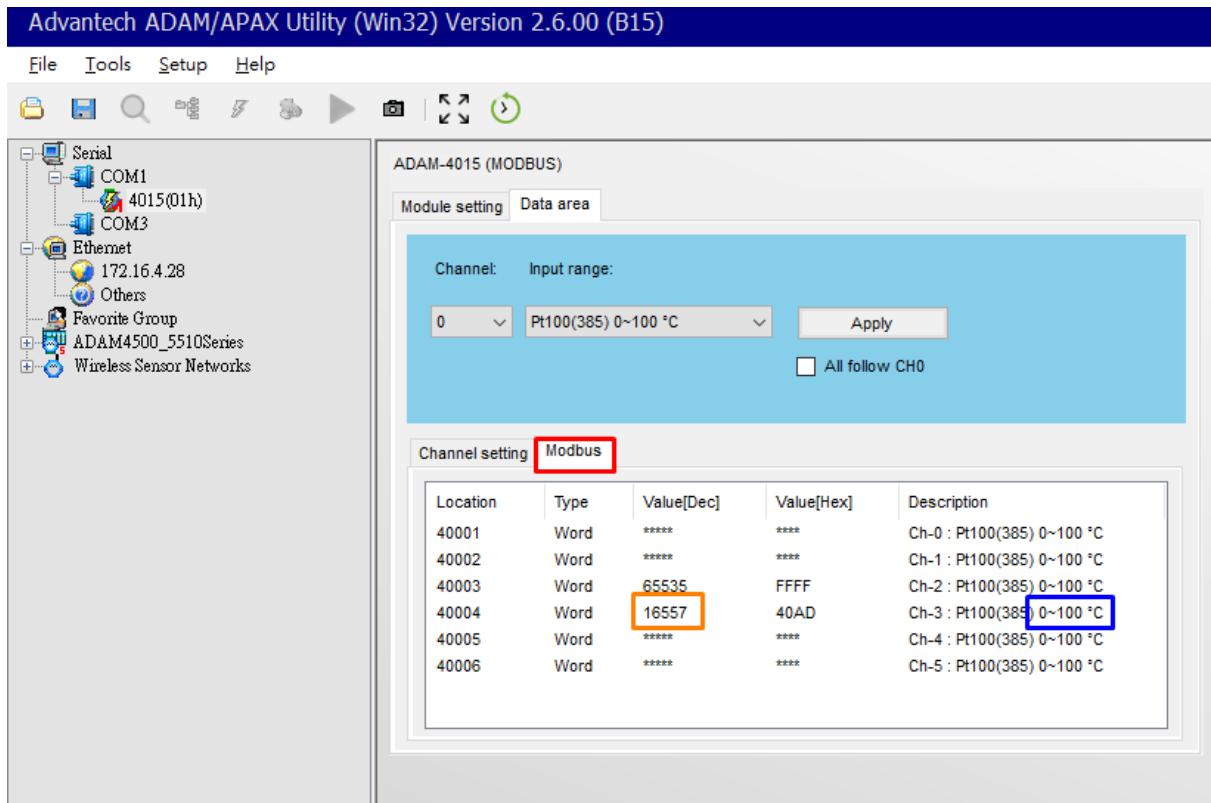 Advantech ADAM/APAX Utility (Win32) Version 2.6.00 (B15)
File Tools Setup Help
Serial
COM1
4015(01h)
COM3
Ethernet
172.16.4.28
Others
Favorite Group
ADAM4500_5510Series
Wireless Sensor Networks
ADAM-4015 (MODBUS)
Module setting Data area
Channel: Input range:
0 Pt100(385) 0~100 °C Apply
All follow CH0
Channel setting Modbus
Location Type Value[Dec] Value[Hex] Description
40001 Word ***** **** Ch-0 : Pt100(385) 0~100 °C
40002 Word ***** **** Ch-1 : Pt100(385) 0~100 °C
40003 Word 65535 FFFF Ch-2 : Pt100(385) 0~100 °C
40004 Word 16557 40AD Ch-3 : Pt100(385) 0~100 °C
40005 Word ***** **** Ch-4 : Pt100(385) 0~100 °C
40006 Word ***** **** Ch-5 : Pt100(385) 0~100 °C